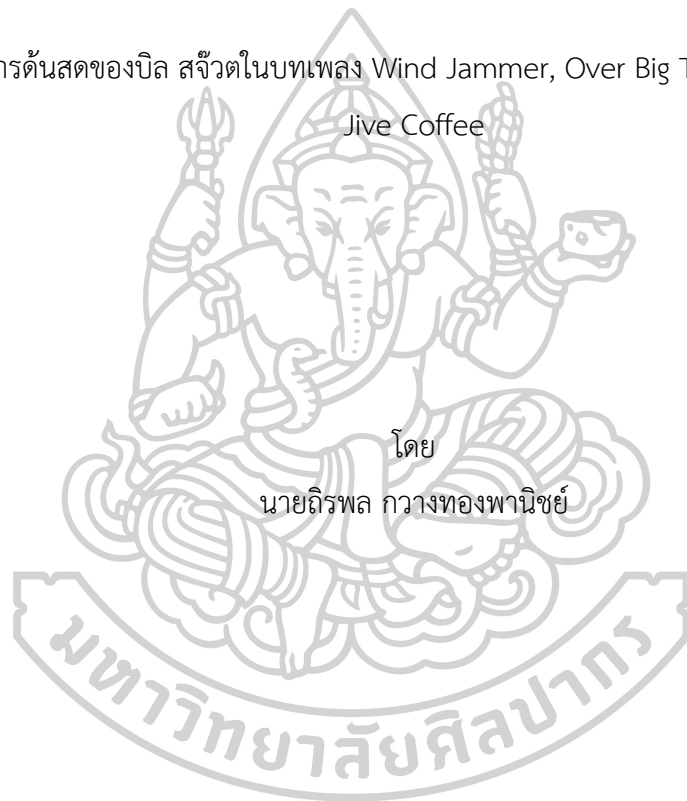 ารด้นสดของบิล สจ๊วตในบทเพลง Wind Jammer, Over Big T
Jive Coffee
โดย
นายถิรพล กวางทองพานิชย์
มหาวิทยาลัยศิลปากร